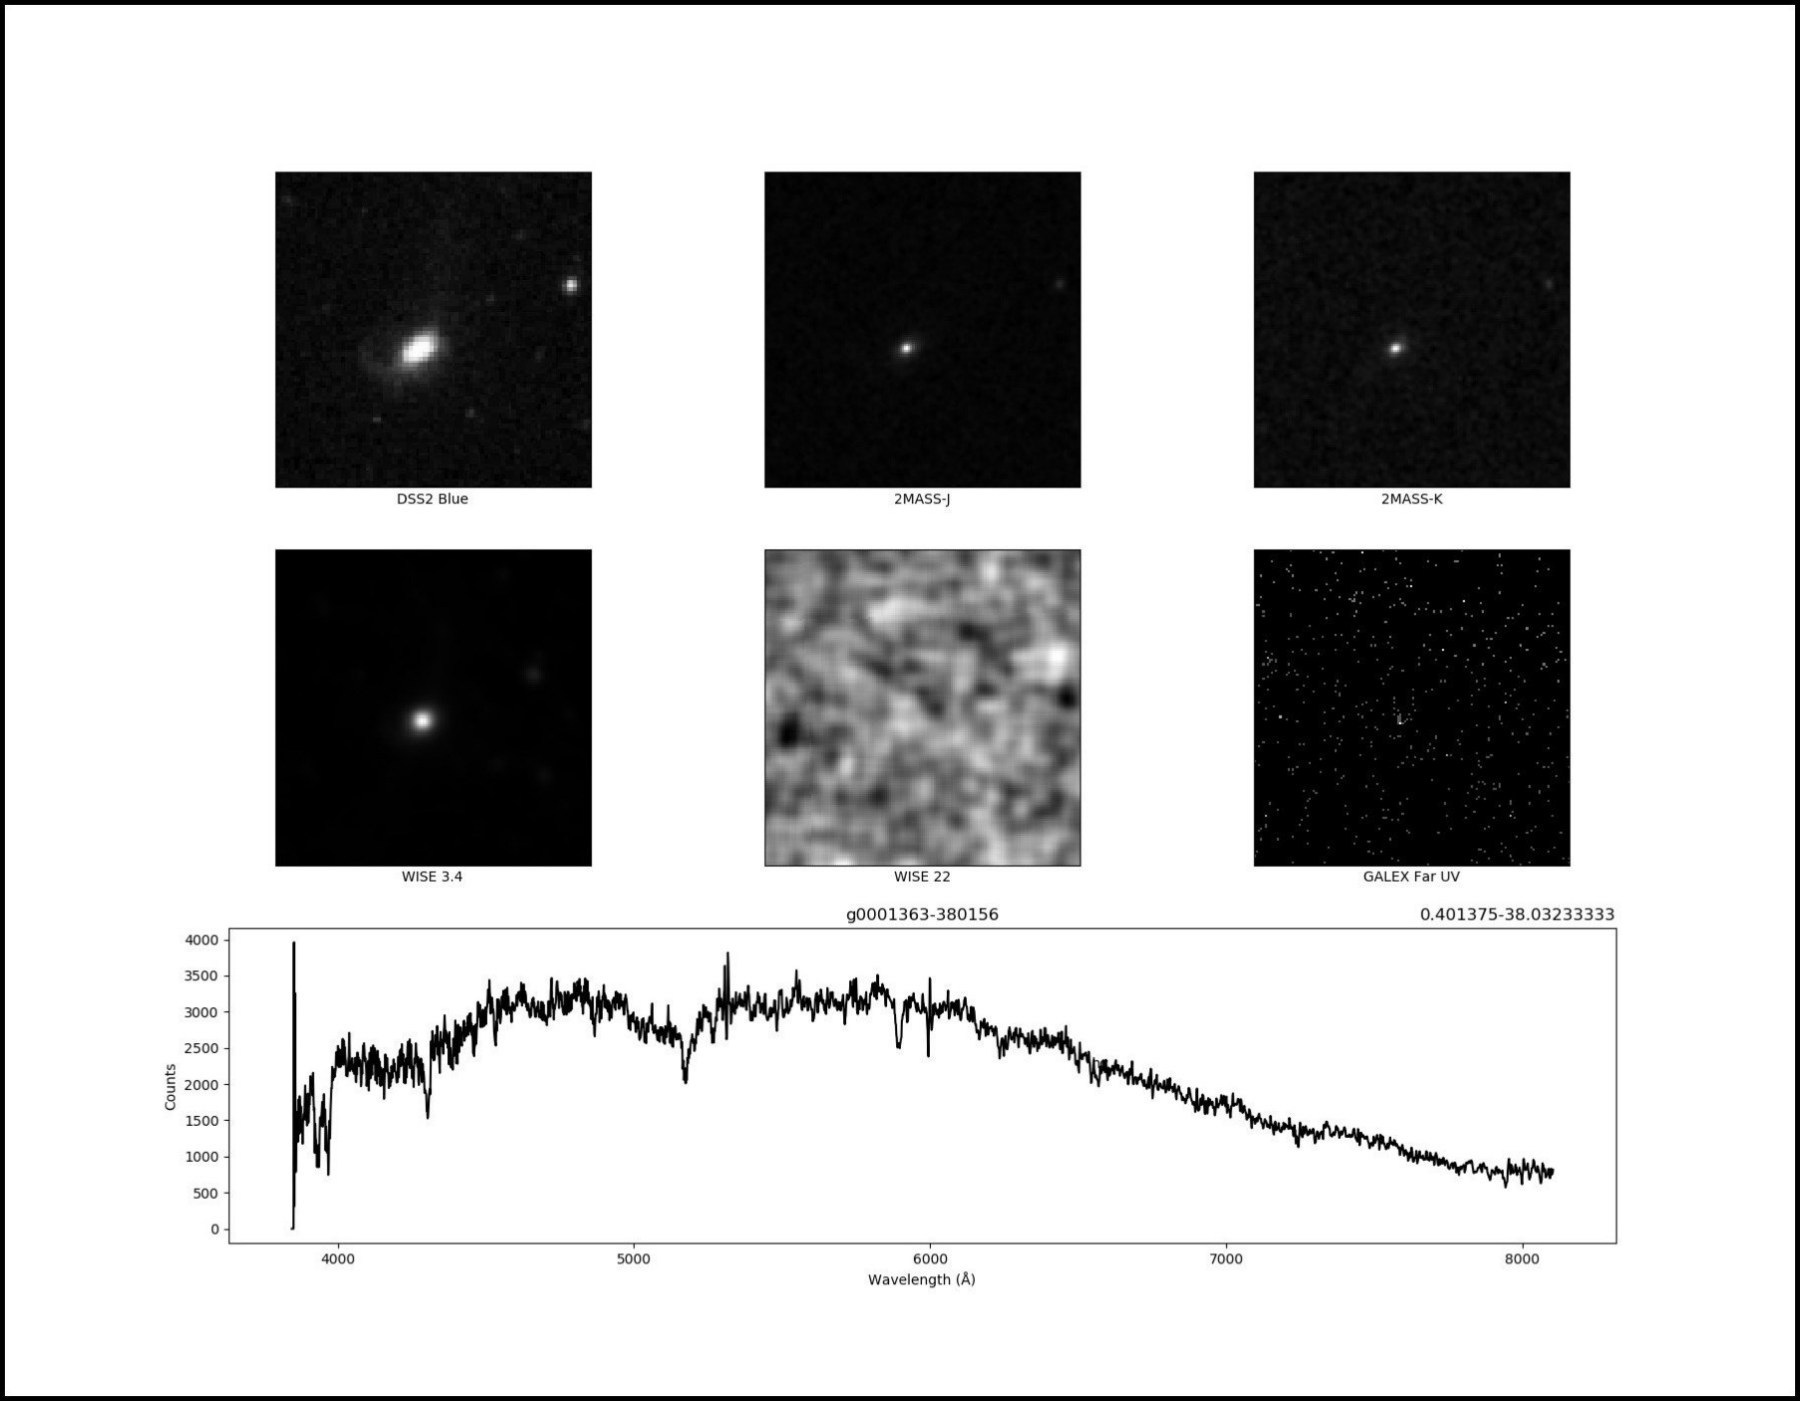 DSS2 Blue
2MASS-J
2MASS-K
WISE 3.4
WISE 22
GALEX Far UV
g0001363-380156
0.401375-38.03233333
4000
3500
3000
2500
2000
1500
1000
500
0
Counts
4000
5000
6000
7000
8000
Wavelength (Å)